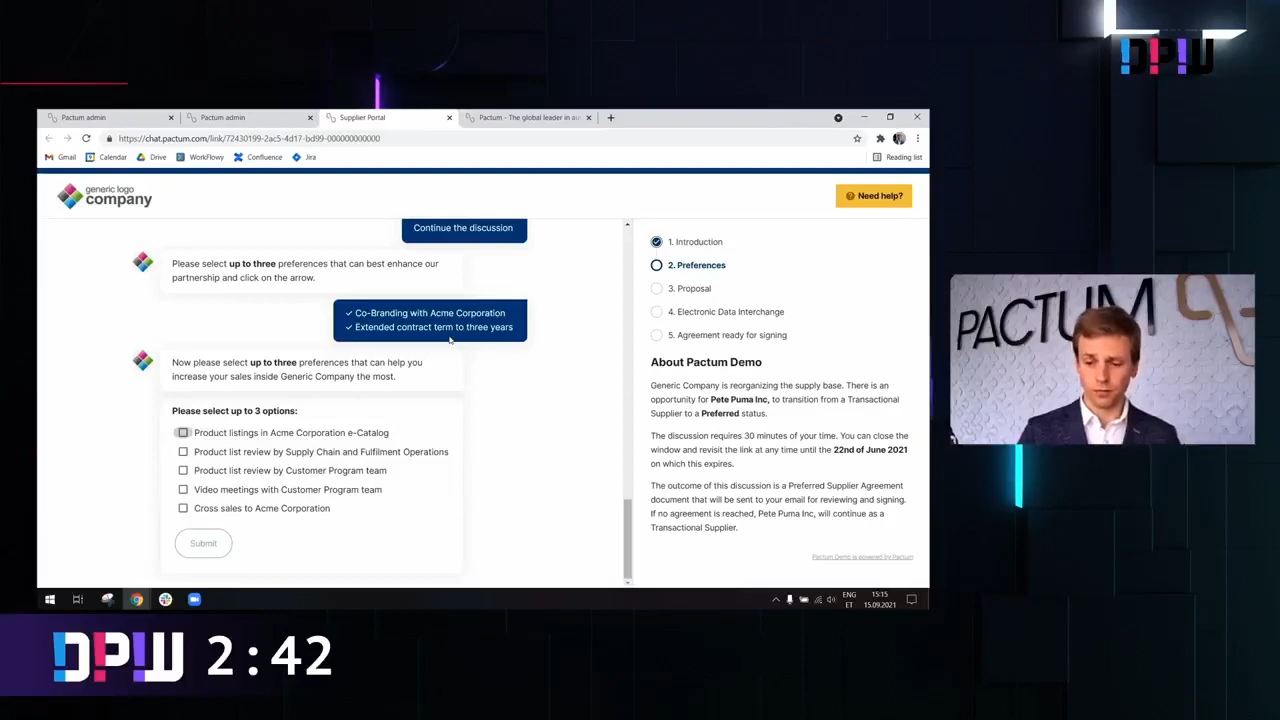 DPW
Pactum admin
Pactum admin
Supplier Portal
Pactum - The global leader in au
https://chat.pactum.com/link/72430199-2ac5-4d17-bd99-000000000000
Gmail
Calendar
Drive
WorkFlowy
Confluence
Jira
Reading list
generic logo
company
Need help?
Continue the discussion
Please select up to three preferences that can best enhance our
partnership and click on the arrow.
✓ Co-Branding with Acme Corporation
✓ Extended contract term to three years
Now please select up to three preferences that can help you
increase your sales inside Generic Company the most.
Please select up to 3 options:
Product listings in Acme Corporation e-Catalog
Product list review by Supply Chain and Fulfilment Operations
Product list review by Customer Program team
Video meetings with Customer Program team
Cross sales to Acme Corporation
Submit
1. Introduction
2. Preferences
3. Proposal
4. Electronic Data Interchange
5. Agreement ready for signing
About Pactum Demo
Generic Company is reorganizing the supply base. There is an
opportunity for Pete Puma Inc, to transition from a Transactional
Supplier to a Preferred status.
The discussion requires 30 minutes of your time. You can close the
window and revisit the link at any time until the 22nd of June 2021
on which this expires.
The outcome of this discussion is a Preferred Supplier Agreement
document that will be sent to your email for reviewing and signing.
If no agreement is reached, Pete Puma Inc, will continue as a
Transactional Supplier.
Pactum Demo is powered by Pactum
PACTUM
ENG
ET
15:15
15.09.2021
DPW 2:42